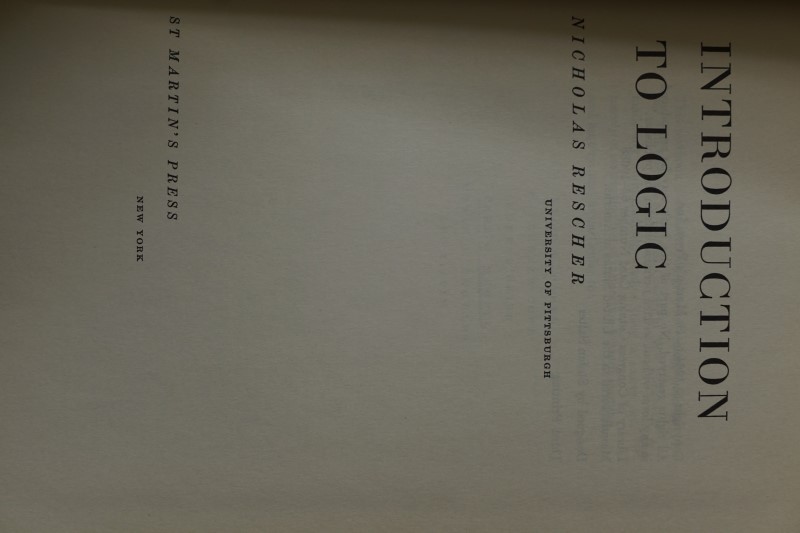 INTRODUCTION
TO LOGIC
NICHOLAS RESCHER
UNIVERSITY OF PITTSBURGH
ST MARTIN'S PRESS
NEW YORK